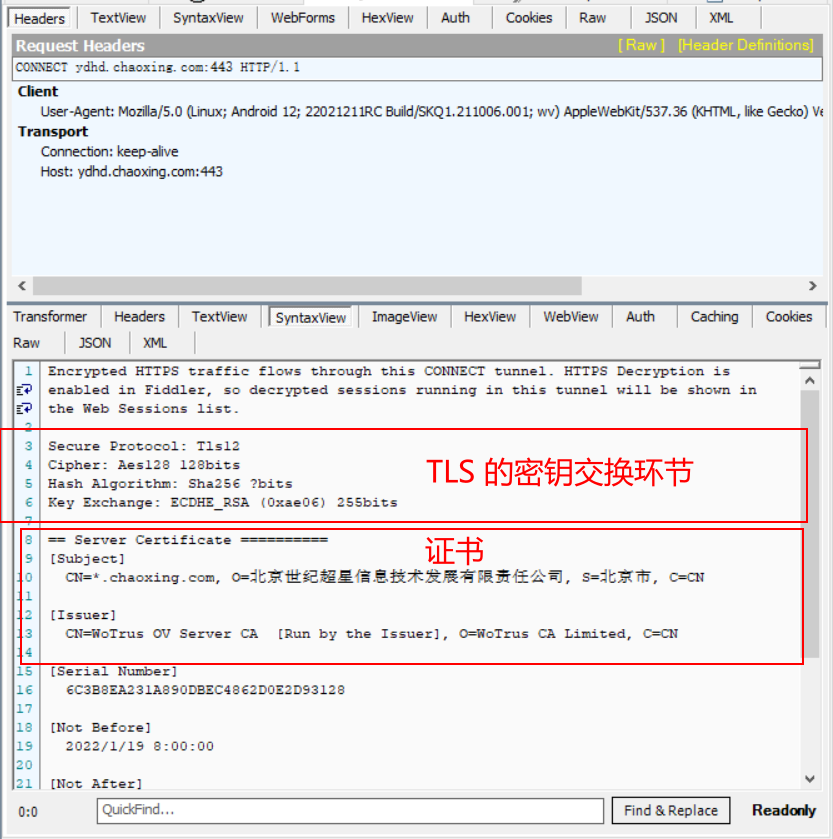 Headers TextView SyntaxView WebForms HexView Auth Cookies Raw JSON XML
Request Headers [ Raw ] [Header Definitions]
CONNECT ydhd.chaoxing.com:443 HTTP/1.1
Client
User-Agent: Mozilla/5.0 (Linux; Android 12; 22021211RC Build/SKQ1.211006.001; wv) AppleWebKit/537.36 (KHTML, like Gecko) Ve
Transport
Connection: keep-alive
Host: ydhd.chaoxing.com:443
Transformer Headers TextView SyntaxView ImageView HexView WebView Auth Caching Cookies
Raw JSON XML
1 Encrypted HTTPS traffic flows through this CONNECT tunnel. HTTPS Decryption is
enabled in Fiddler, so decrypted sessions running in this tunnel will be shown in
the Web Sessions list.
2
3 Secure Protocol: Tls12
4 Cipher: Aes128 128bits
5 Hash Algorithm: Sha256 ?bits
6 Key Exchange: ECDHE_RSA (0xae06) 255bits
TLS 的密钥交换环节
7
8 == Server Certificate ==========
证书
9 [Subject]
10 CN=*.chaoxing.com, O=北京世纪超星信息技术发展有限责任公司, S=北京市, C=CN
11
12 [Issuer]
13 CN=WoTrus OV Server CA [Run by the Issuer], O=WoTrus CA Limited, C=CN
14
15 [Serial Number]
16 6C3B8EA231A890DBEC4862D0E2D93128
17
18 [Not Before]
19 2022/1/19 8:00:00
20
21 [Not After]
0:0 QuickFind... Find & Replace Readonly